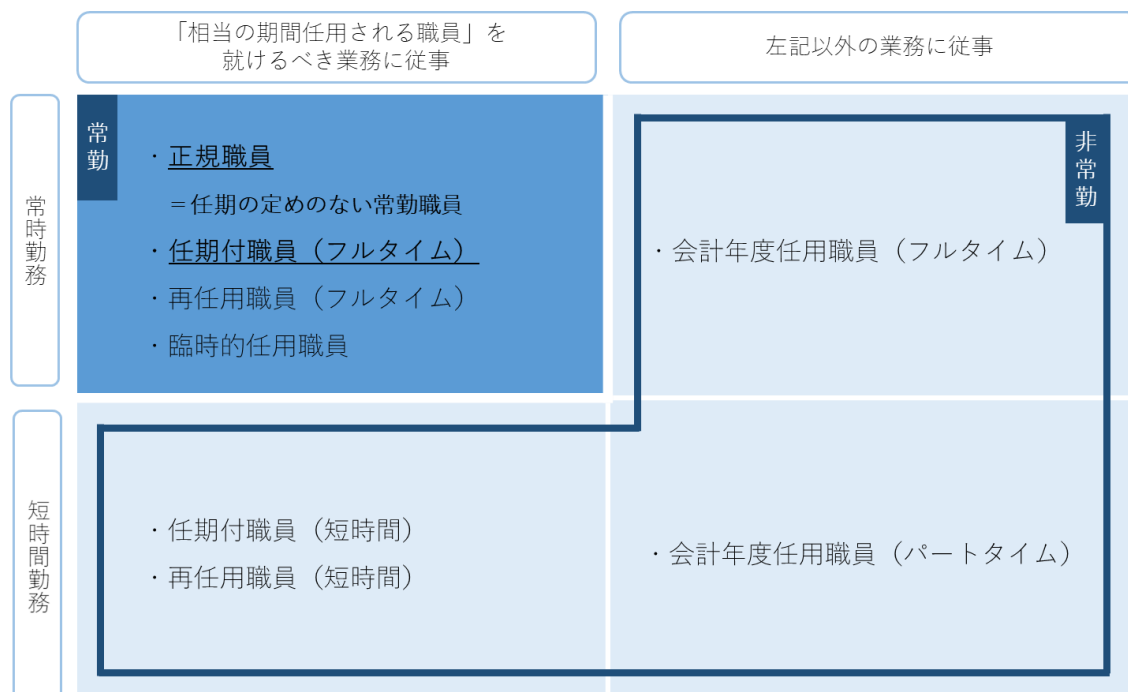 「相当の期間任用される職員」を
就けるべき業務に従事
左記以外の業務に従事
常時勤務
常勤
・正規職員
＝任期の定めのない常勤職員
・任期付職員（フルタイム）
・再任用職員（フルタイム）
・臨時的任用職員
非常勤
・会計年度任用職員（フルタイム）
短時間勤務
・任期付職員（短時間）
・再任用職員（短時間）
・会計年度任用職員（パートタイム）